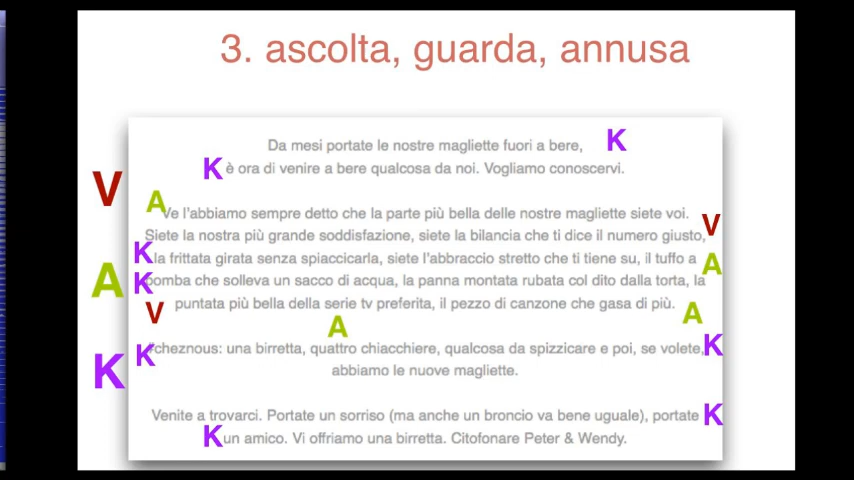 3. ascolta, guarda, annusa
Da mesi portate le nostre magliette fuori a bere, K
K è ora di venire a bere qualcosa da noi. Vogliamo conoscervi.
V
A
Ve l'abbiamo sempre detto che la parte più bella delle nostre magliette siete voi.
Siete la nostra più grande soddisfazione, siete la bilancia che ti dice il numero giusto, V
K la frittata girata senza spiaccicarla, siete l'abbraccio stretto che ti tiene su, il tuffo a A
A K bomba che solleva un sacco di acqua, la panna montata rubata col dito dalla torta, la
V puntata più bella della serie tv preferita, il pezzo di canzone che gasa di più. A
A
K #cheznous: una birretta, quattro chiacchiere, qualcosa da spizzicare e poi, se volete, K
K abbiamo le nuove magliette.
Venite a trovarci. Portate un sorriso (ma anche un broncio va bene uguale), portate K
K un amico. Vi offriamo una birretta. Citofonare Peter & Wendy.